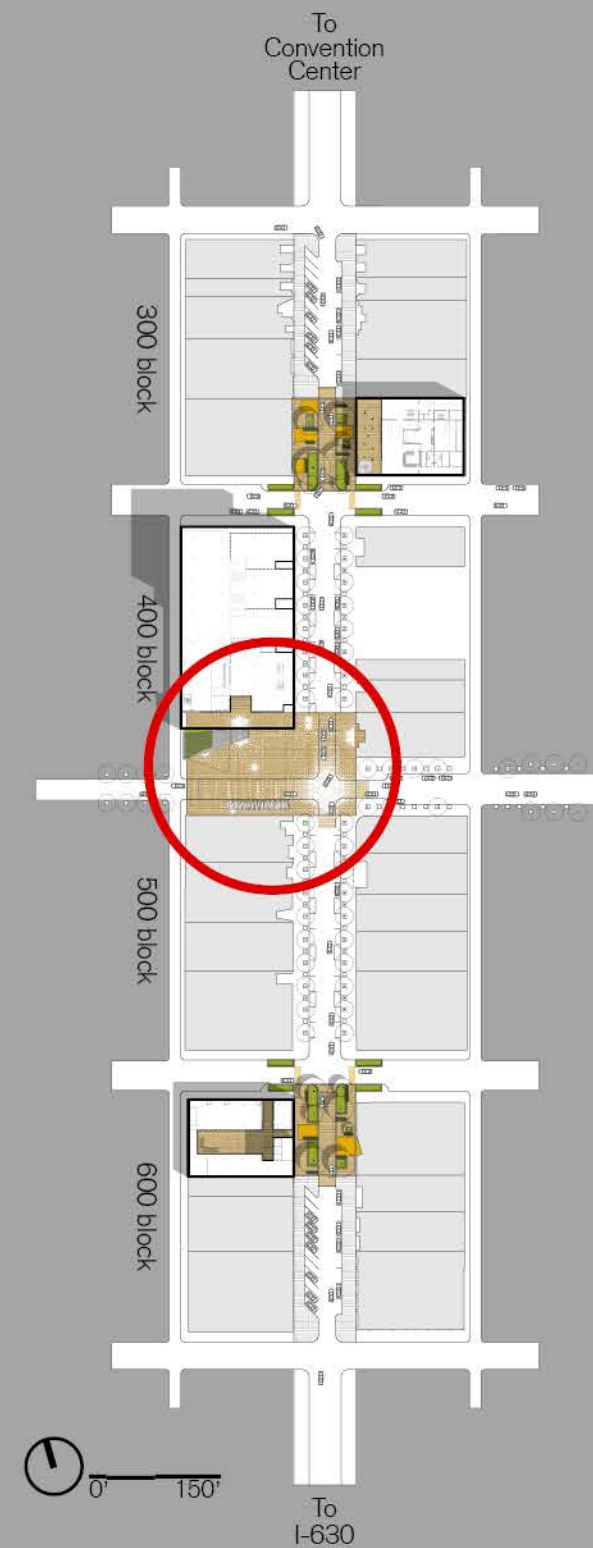 To
Convention
Center
300 block
400 block
500 block
600 block
0' 150'
To
I-630